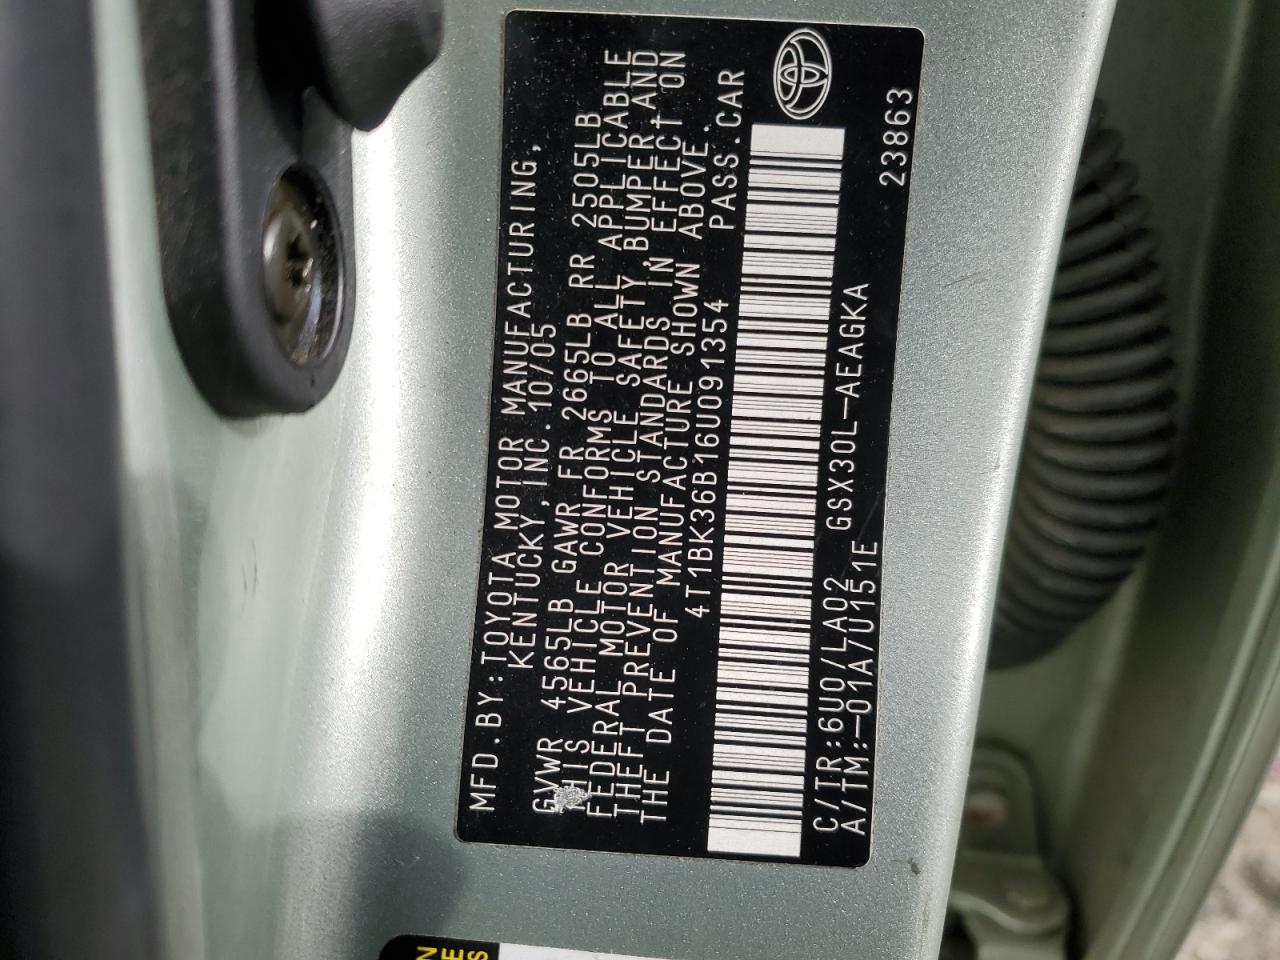 MFD.BY:TOYOTA MOTOR MANUFACTURING,
KENTUCKY,INC.10/05
GVWR 4565LB GAWR FR 2665LB RR 2505LB
THIS VEHICLE CONFORMS TO ALL APPLICABLE
FEDERAL MOTOR VEHICLE SAFETY,BUMPER,AND
THEFT PREVENTION STANDARDS IN EFFECT ON
THE DATE OF MANUFACTURE SHOWN ABOVE.
4T1BK36B16U091354 PASS.CAR
C/TR:6U0/LA02 GSX30L-AEAGKA
A/TM:-01A/U151E
23863
N
E
S